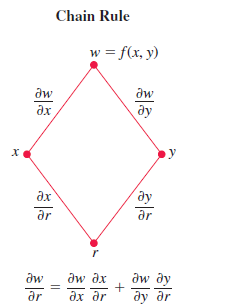 Chain Rule
w = f(x, y)
∂w/∂x ∂w/∂y
x y
∂x/∂r ∂y/∂r
r
∂w/∂r = ∂w/∂x ∂x/∂r + ∂w/∂y ∂y/∂r